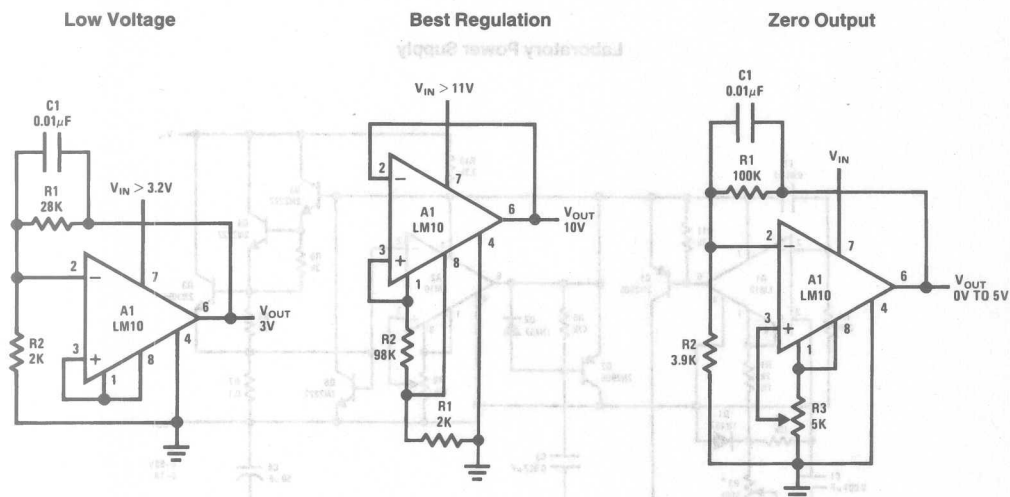 Low Voltage
Best Regulation
Zero Output
Laboratory Power Supply
C1
0.01μF
R1
28K
V_IN > 3.2V
2
−
7
A1
LM10
6
V_OUT
3V
3
+
1
8
4
R2
2K
V_IN > 11V
2
−
7
A1
LM10
6
V_OUT
10V
3
+
1
8
4
R2
98K
R1
2K
C1
0.01μF
R1
100K
V_IN
2
−
7
A1
LM10
6
V_OUT
0V TO 5V
3
+
1
8
4
R2
3.9K
R3
5K